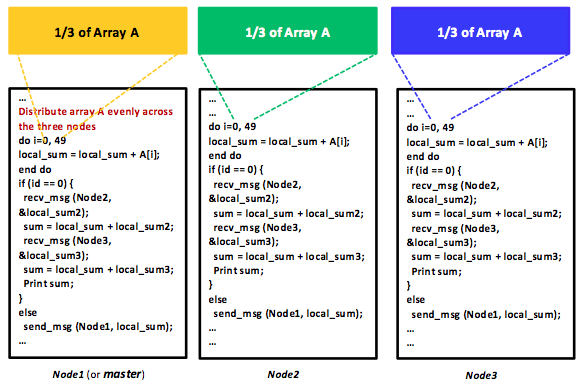 1/3 of Array A
1/3 of Array A
1/3 of Array A
...
Distribute array A evenly across
the three nodes
do i=0, 49
local_sum = local_sum + A[i];
end do
if (id == 0) {
recv_msg (Node2,
&local_sum2);
sum = local_sum + local_sum2;
recv_msg (Node3,
&local_sum3);
sum = local_sum + local_sum3;
Print sum;
}
else
send_msg (Node1, local_sum);
...
...
...
...
do i=0, 49
local_sum = local_sum + A[i];
end do
if (id == 0) {
recv_msg (Node2,
&local_sum2);
sum = local_sum + local_sum2;
recv_msg (Node3,
&local_sum3);
sum = local_sum + local_sum3;
Print sum;
}
else
send_msg (Node1, local_sum);
...
...
...
...
do i=0, 49
local_sum = local_sum + A[i];
end do
if (id == 0) {
recv_msg (Node2,
&local_sum2);
sum = local_sum + local_sum2;
recv_msg (Node3,
&local_sum3);
sum = local_sum + local_sum3;
Print sum;
}
else
send_msg (Node1, local_sum);
...
...
Node1 (or master)
Node2
Node3